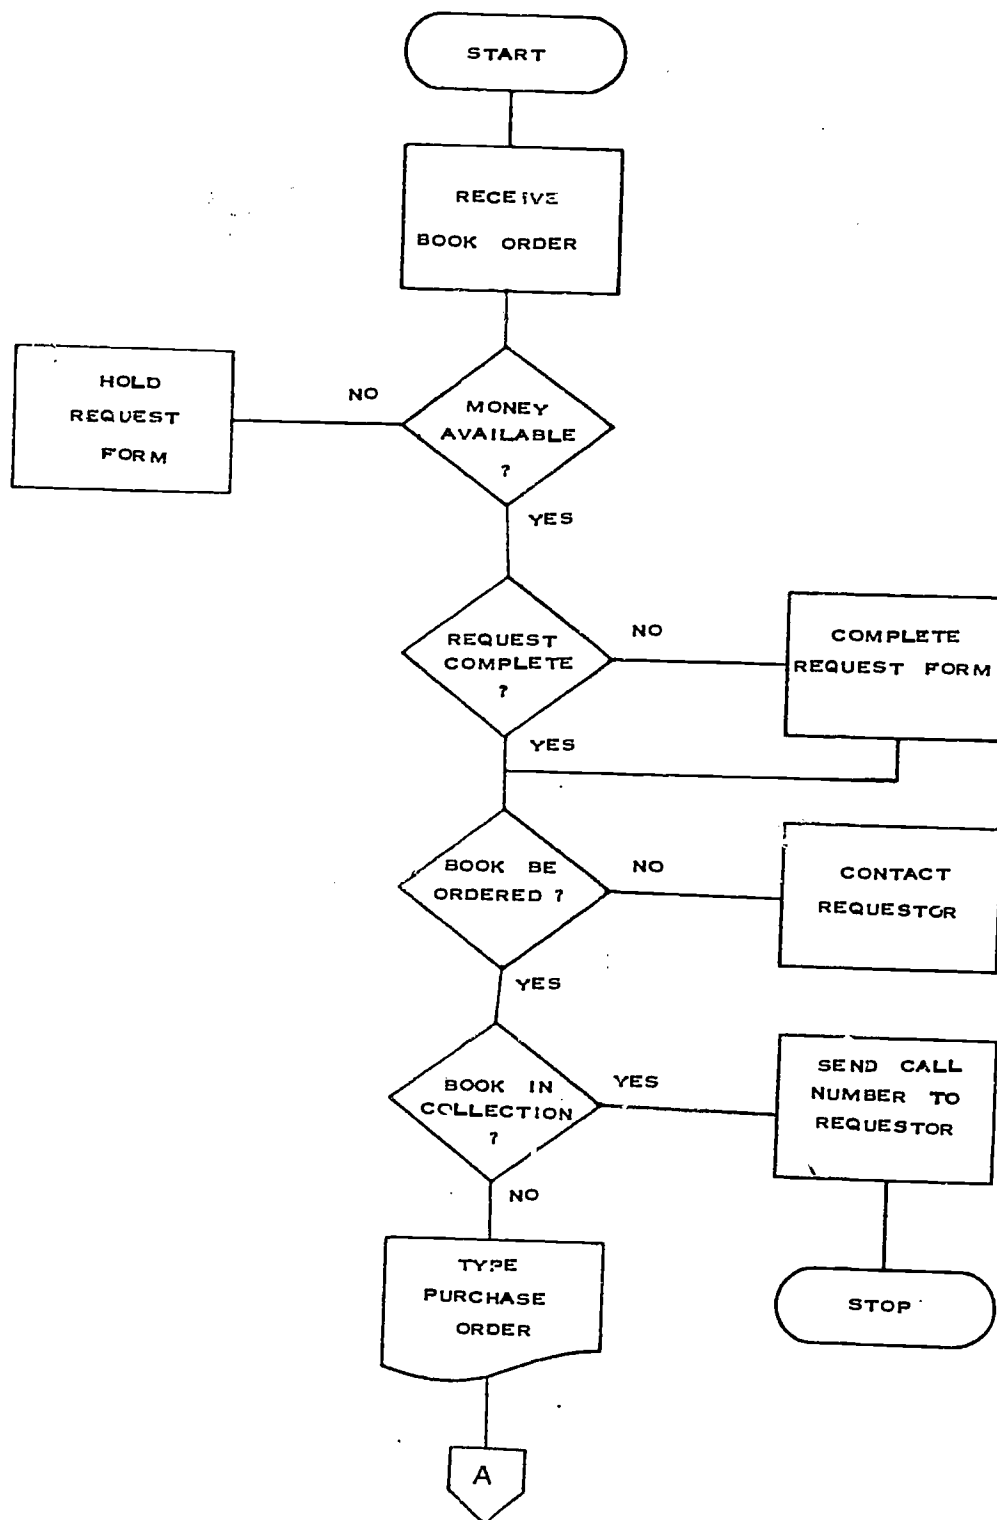 START
RECEIVE
BOOK ORDER
HOLD
REQUEST
FORM
NO
MONEY
AVAILABLE
?
YES
REQUEST
COMPLETE
?
NO
COMPLETE
REQUEST FORM
YES
BOOK BE
ORDERED ?
NO
CONTACT
REQUESTOR
YES
BOOK IN
COLLECTION
?
YES
SEND CALL
NUMBER TO
REQUESTOR
NO
TYPE
PURCHASE
ORDER
STOP
A